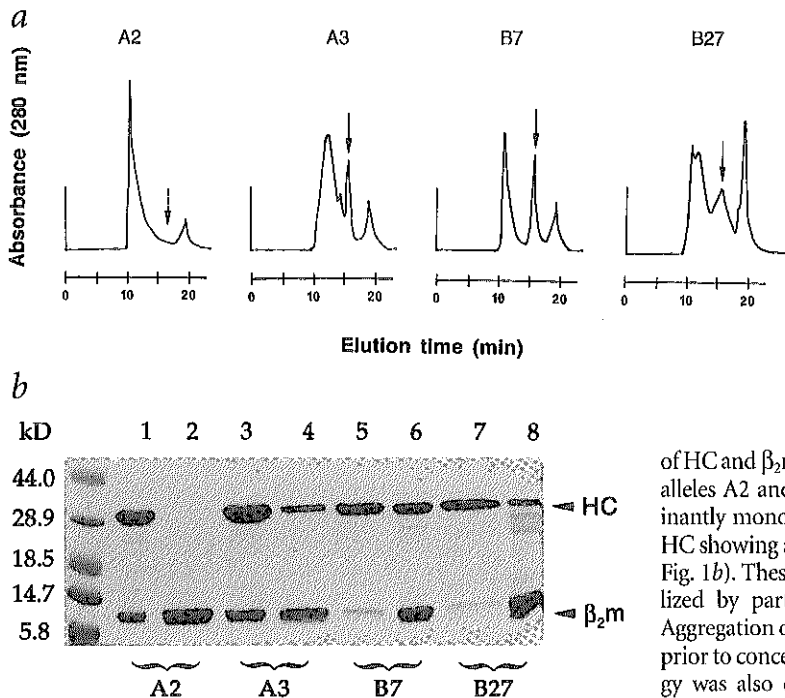 a
A2 A3 B7 B27
Absorbance (280 nm)
0 10 20 0 10 20 0 10 20 0 10 20
Elution time (min)
b
kD 1 2 3 4 5 6 7 8
44.0
28.9 HC
18.5
14.7
5.8 β₂m
A2 A3 B7 B27
of HC and β₂m
alleles A2 and
inantly mono
HC showing a
Fig. 1b). These
lized by part
Aggregation o
prior to conce
gy was also